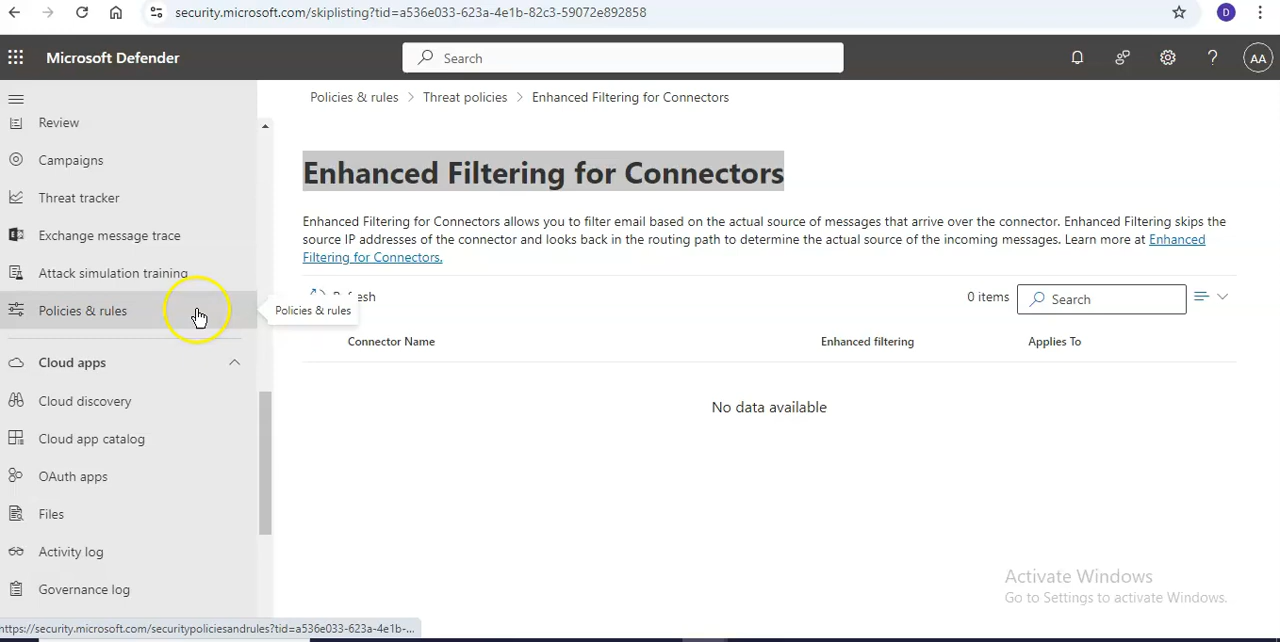 security.microsoft.com/skiplisting?tid=a536e033-623a-4e1b-82c3-59072e892858
D
Microsoft Defender
Search
AA
Review
Campaigns
Threat tracker
Exchange message trace
Attack simulation training
Policies & rules
Cloud apps
Cloud discovery
Cloud app catalog
OAuth apps
Files
Activity log
Governance log
Policies & rules > Threat policies > Enhanced Filtering for Connectors
Enhanced Filtering for Connectors
Enhanced Filtering for Connectors allows you to filter email based on the actual source of messages that arrive over the connector. Enhanced Filtering skips the
source IP addresses of the connector and looks back in the routing path to determine the actual source of the incoming messages. Learn more at Enhanced
Filtering for Connectors.
Refresh
0 items
Search
Policies & rules
Connector Name
Enhanced filtering
Applies To
No data available
Activate Windows
Go to Settings to activate Windows.
https://security.microsoft.com/securitypoliciesandrules?tid=a536e033-623a-4e1b-...